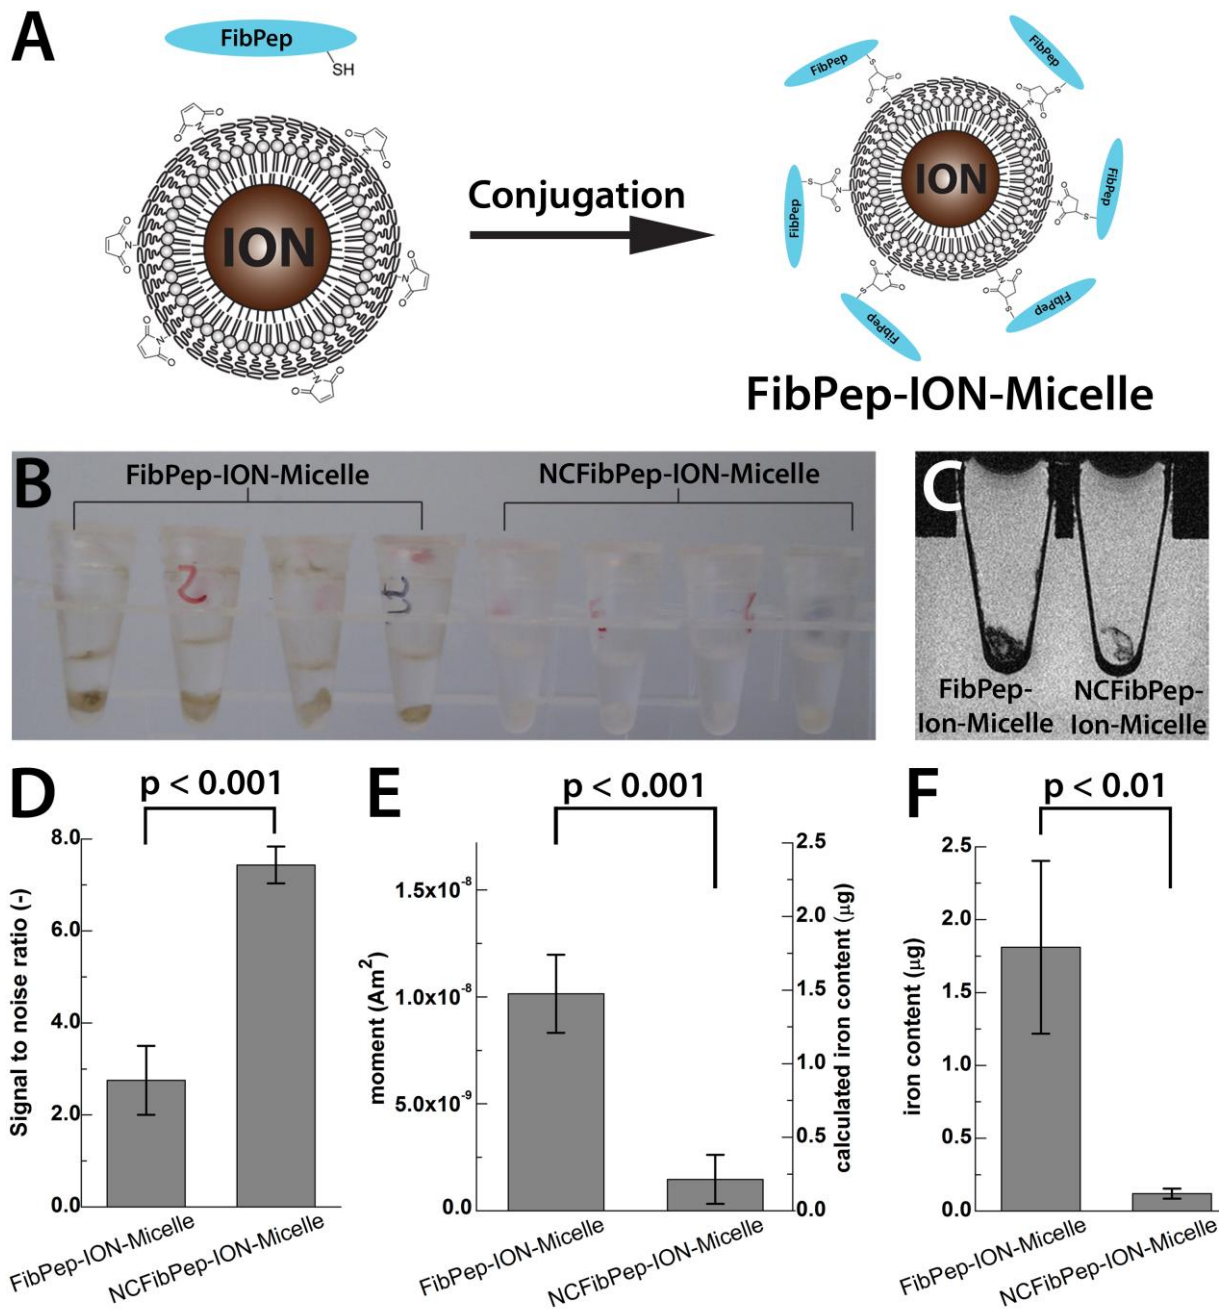 A
FibPep
SH
O
N
O
O
N
O
O
N
O
O
N
O
O
N
O
O
N
O
ION
Conjugation
FibPep
S
O
N
O
FibPep
S
O
N
O
FibPep
S
O
N
O
FibPep
S
O
N
O
FibPep
S
O
N
O
FibPep
S
O
N
O
ION
FibPep-ION-Micelle
B
FibPep-ION-Micelle
NCFibPep-ION-Micelle
C
FibPep-
Ion-Micelle
NCFibPep-
Ion-Micelle
D
p < 0.001
Signal to noise ratio (-)
8.0
6.0
4.0
2.0
0.0
FibPep-ION-Micelle
NCFibPep-ION-Micelle
E
p < 0.001
moment (Am²)
1.5x10⁻⁸
1.0x10⁻⁸
5.0x10⁻⁹
0.0
calculated iron content (μg)
2.5
2.0
1.5
1.0
0.5
0.0
FibPep-ION-Micelle
NCFibPep-ION-Micelle
F
p < 0.01
iron content (μg)
2.5
2.0
1.5
1.0
0.5
0.0
FibPep-ION-Micelle
NCFibPep-ION-Micelle